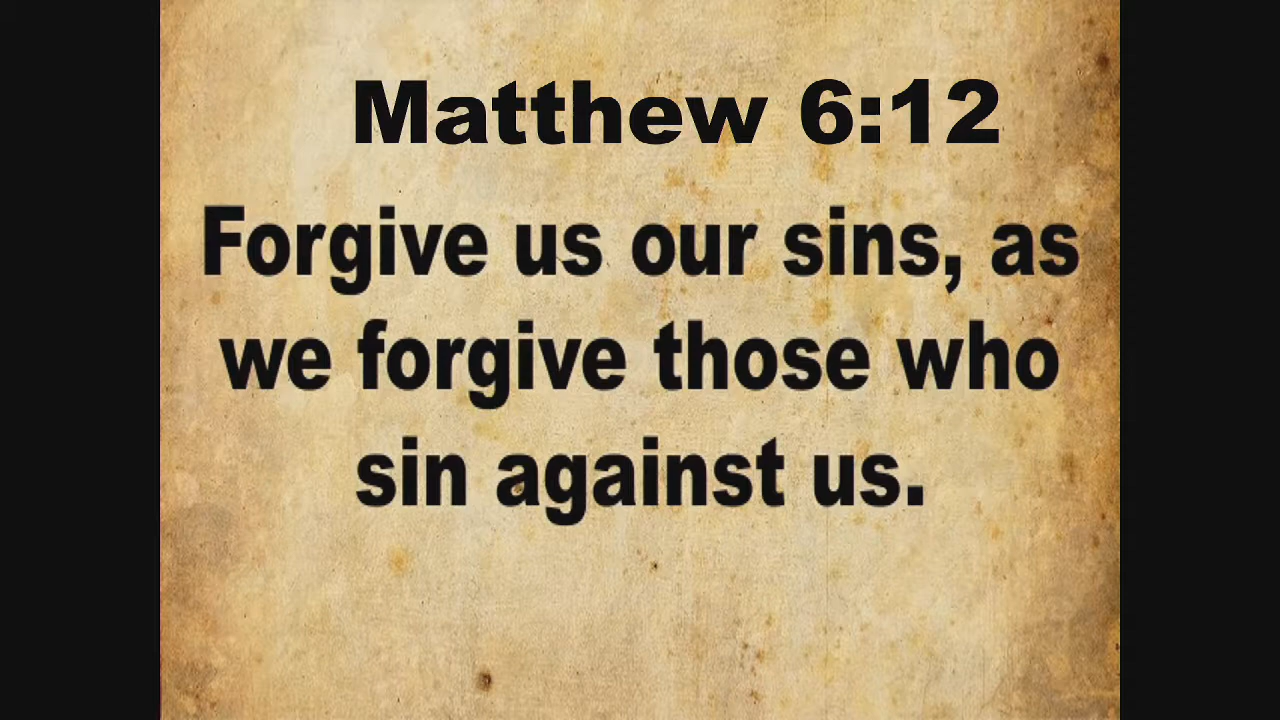 Matthew 6:12
Forgive us our sins, as
we forgive those who
sin against us.